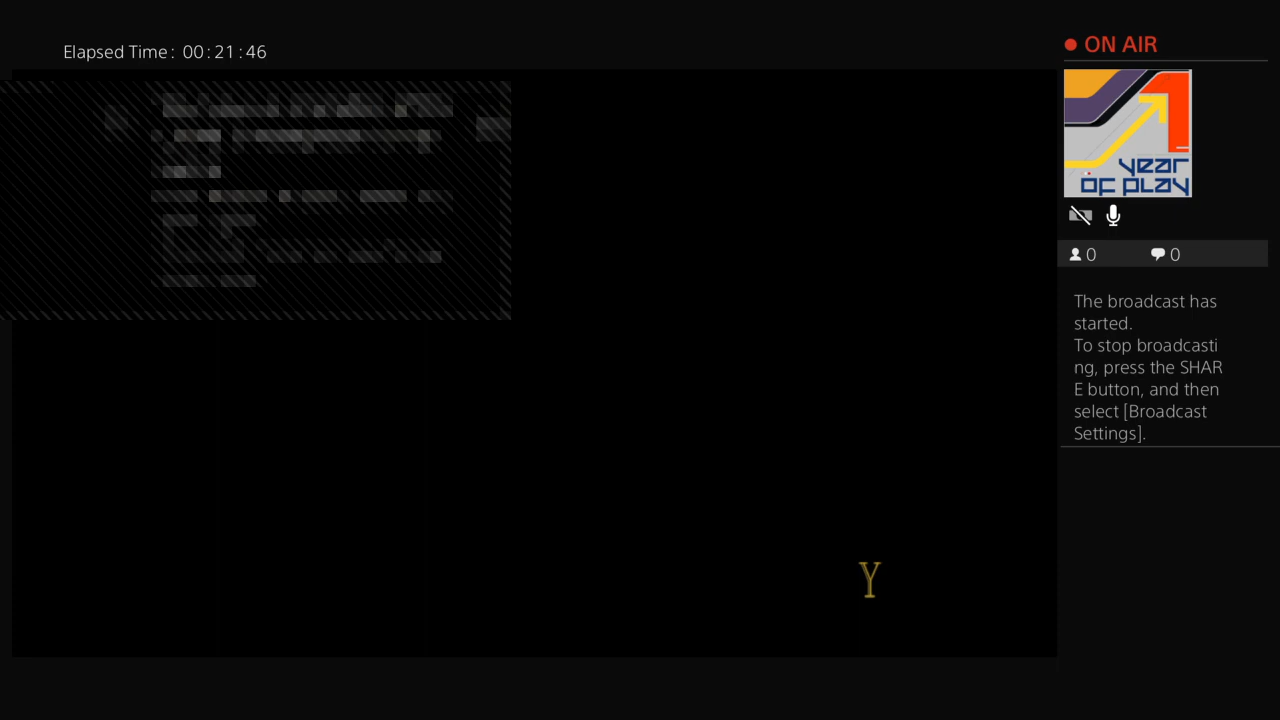 Elapsed Time: 00:21:46
ON AIR
year
of play
0
0
The broadcast has
started.
To stop broadcasti
ng, press the SHAR
E button, and then
select [Broadcast
Settings].
Y